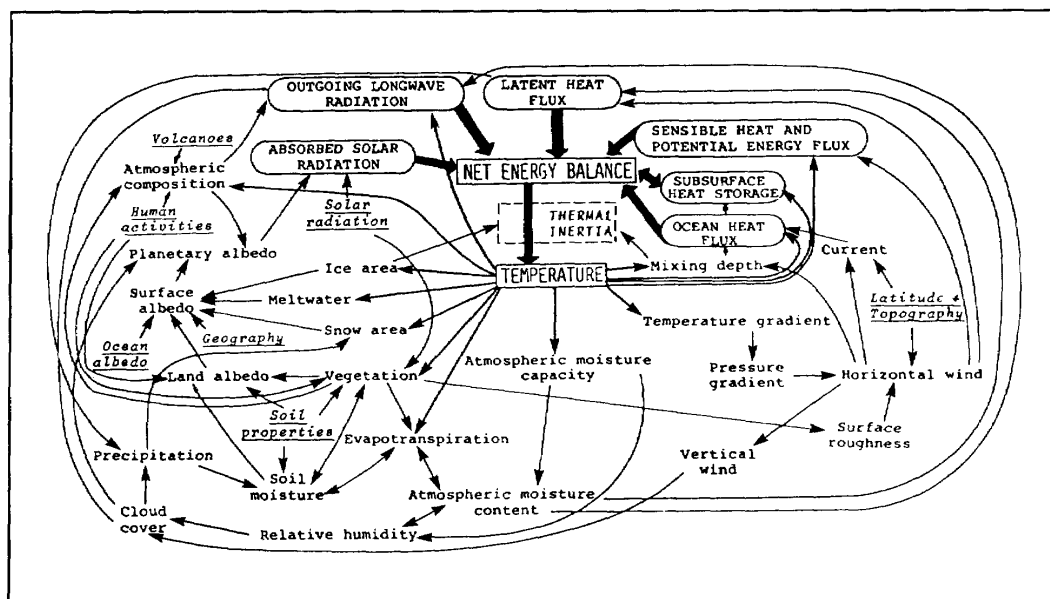 OUTGOING LONGWAVE
RADIATION
LATENT HEAT
FLUX
Volcanoes
ABSORBED SOLAR
RADIATION
SENSIBLE HEAT AND
POTENTIAL ENERGY FLUX
Atmospheric
composition
NET ENERGY BALANCE
SUBSURFACE
HEAT STORAGE
Human
activities
Solar
radiation
THERMAL
INERTIA
OCEAN HEAT
FLUX
Planetary albedo
Ice area
TEMPERATURE
Mixing depth
Current
Surface
albedo
Meltwater
Latitude +
Topography
Ocean
albedo
Geography
Snow area
Temperature gradient
Land albedo
Vegetation
Atmospheric moisture
capacity
Pressure
gradient
Horizontal wind
Soil
properties
Evapotranspiration
Surface
roughness
Precipitation
Soil
moisture
Vertical
wind
Cloud
cover
Relative humidity
Atmospheric moisture
content